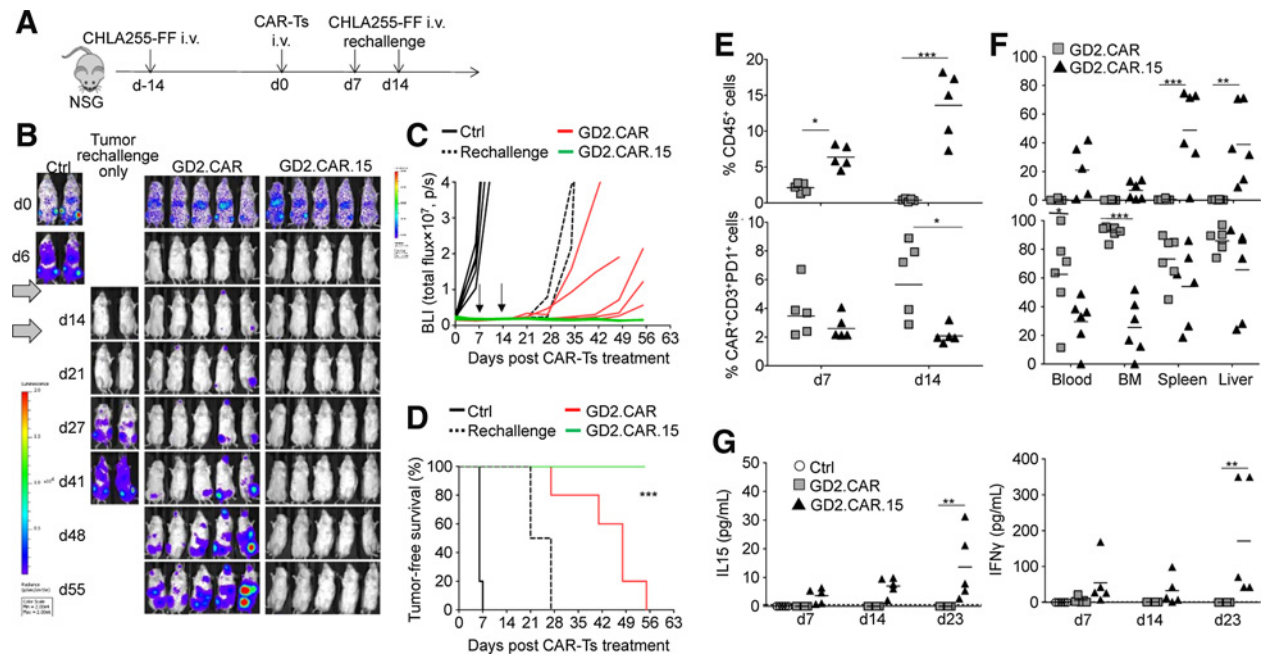 A
CHLA255-FF i.v.
CAR-Ts
i.v.
CHLA255-FF i.v.
rechallenge
d-14
d0
d7
d14
NSG
B
Ctrl
Tumor
rechallenge
only
GD2.CAR
GD2.CAR.15
d0
d6
d14
d21
d27
d41
d48
d55
Luminescence
2.0
Radiance
Color Scale
C
Ctrl
Rechallenge
GD2.CAR
GD2.CAR.15
BLI (total flux×10⁷, p/s)
4
3
2
1
0
0 7 14 21 28 35 42 49 56 63
Days post CAR-Ts treatment
D
Ctrl
Rechallenge
GD2.CAR
GD2.CAR.15
Tumor-free survival (%)
100
80
60
40
20
0
***
0 7 14 21 28 35 42 49 56 63
Days post CAR-Ts treatment
E
% CD45⁺ cells
20
15
10
5
0
*
***
% CAR⁺CD3⁺PD1⁺ cells
10
8
6
4
2
0
*
d7 d14
F
GD2.CAR
GD2.CAR.15
100
80
60
40
20
0
***
**
100
80
60
40
20
0
*
***
Blood BM Spleen Liver
G
Ctrl
GD2.CAR
GD2.CAR.15
IL15 (pg/mL)
50
40
30
20
10
0
**
d7 d14 d23
IFNγ (pg/mL)
400
300
200
100
0
**
d7 d14 d23